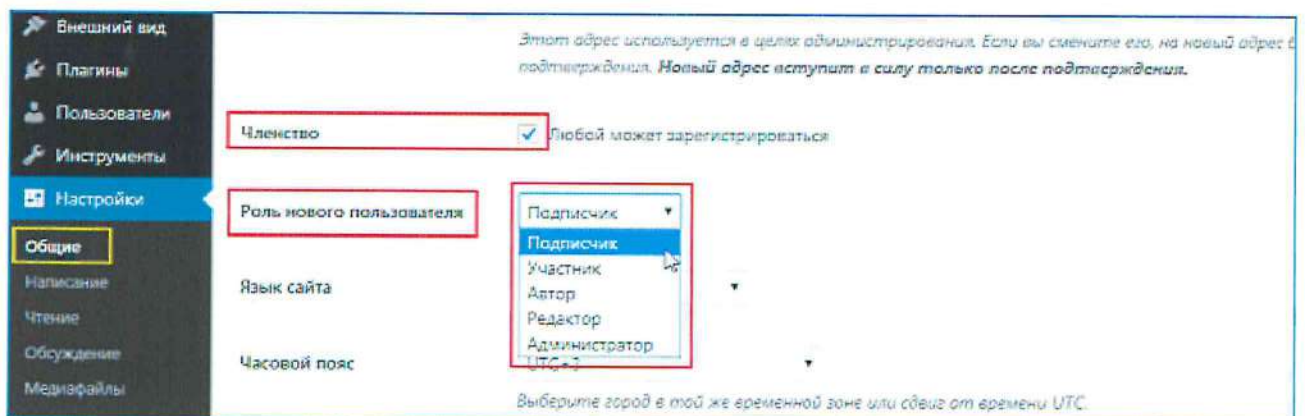 Внешний вид
Плагины
Пользователи
Инструменты
Настройки
Общие
Написание
Чтение
Обсуждение
Медиафайлы
Этот адрес используется в целях администрирования. Если вы смените его, на новый адрес б
подтверждения. Новый адрес вступит в силу только после подтверждения.
Членство
Любой может зарегистрироваться
Роль нового пользователя
Подписчик
Подписчик
Участник
Автор
Редактор
Администратор
Язык сайта
Часовой пояс
UTC+3
Выберите город в той же временной зоне или сдвиг от времени UTC.